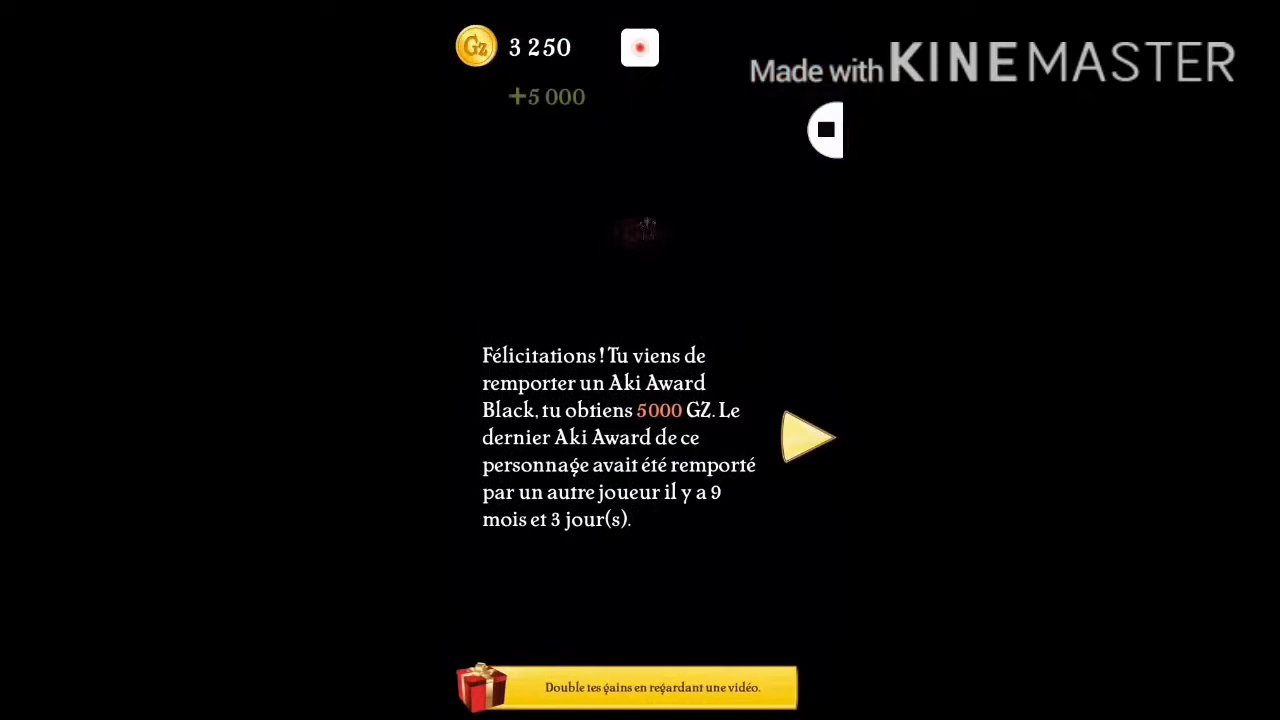 Gz 3 250
Made with KINEMASTER
+5 000
Félicitations ! Tu viens de
remporter un Aki Award
Black, tu obtiens 5000 GZ. Le
dernier Aki Award de ce
personnage avait été remporté
par un autre joueur il y a 9
mois et 3 jour(s).
Double tes gains en regardant une vidéo.